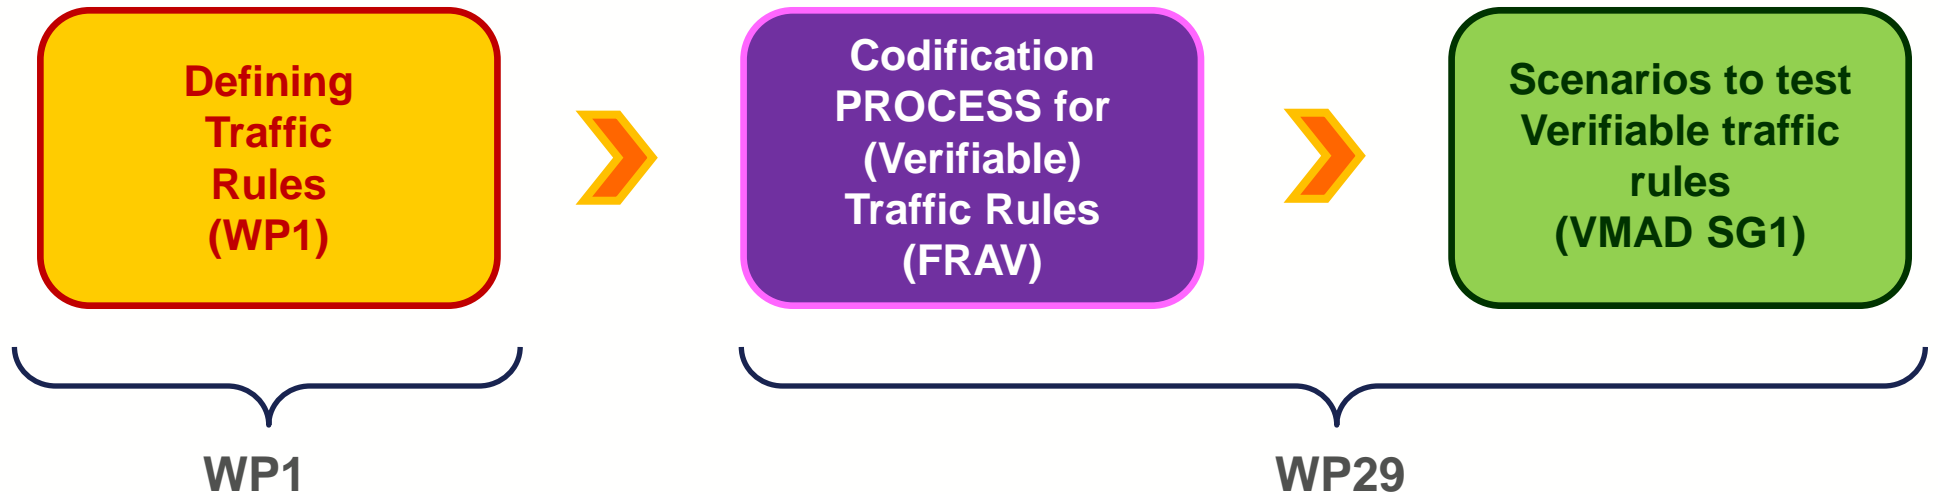 Defining
Traffic
Rules
(WP1)
Codification
PROCESS for
(Verifiable)
Traffic Rules
(FRAV)
Scenarios to test
Verifiable traffic
rules
(VMAD SG1)
WP1
WP29